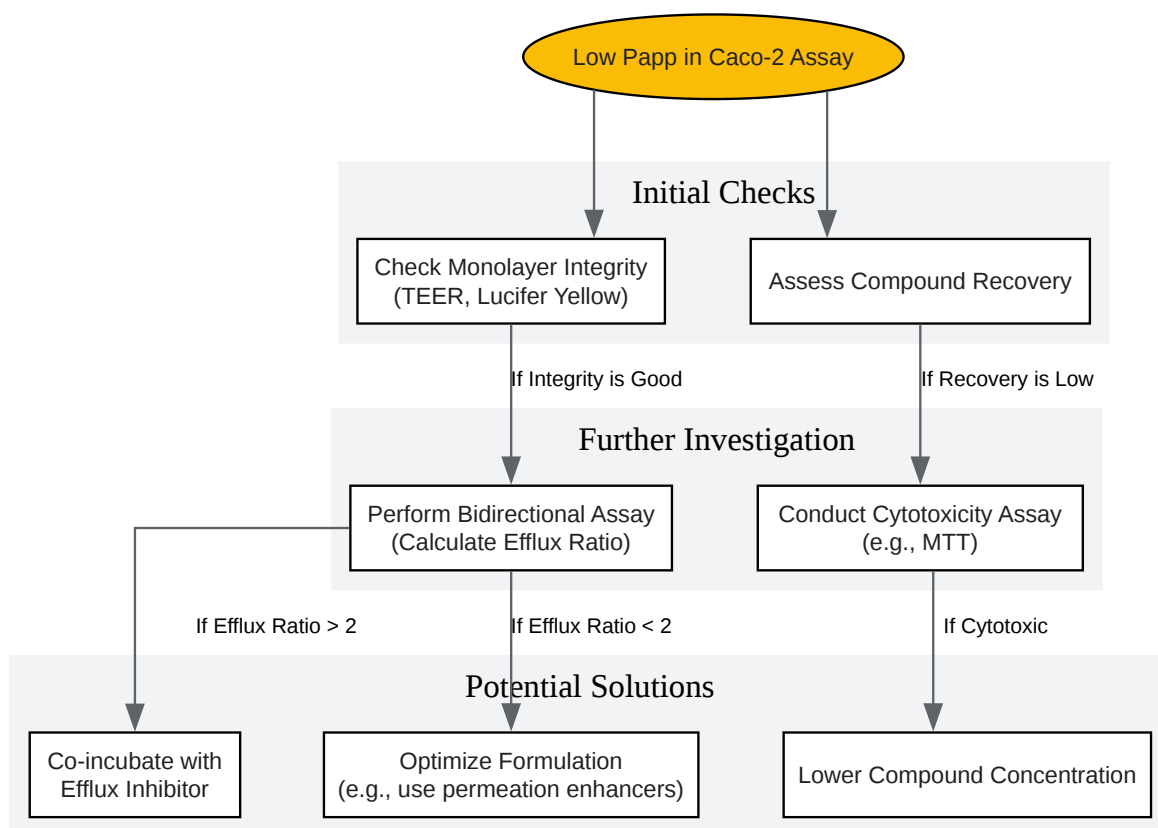 Low Papp in Caco-2 Assay
Initial Checks
Check Monolayer Integrity
(TEER, Lucifer Yellow)
Assess Compound Recovery
If Integrity is Good
If Recovery is Low
Further Investigation
Perform Bidirectional Assay
(Calculate Efflux Ratio)
Conduct Cytotoxicity Assay
(e.g., MTT)
If Efflux Ratio > 2
If Efflux Ratio < 2
If Cytotoxic
Potential Solutions
Co-incubate with
Efflux Inhibitor
Optimize Formulation
(e.g., use permeation enhancers)
Lower Compound Concentration